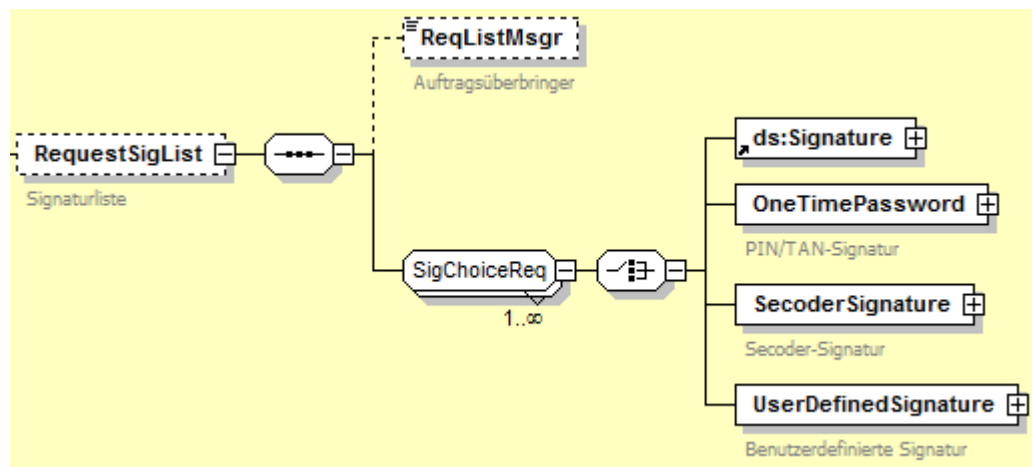 ReqListMsgr
Auftragsüberbringer
RequestSigList
Signaturliste
SigChoiceReq
1..∞
ds:Signature
OneTimePassword
PIN/TAN-Signatur
SecoderSignature
Secoder-Signatur
UserDefinedSignature
Benutzerdefinierte Signatur